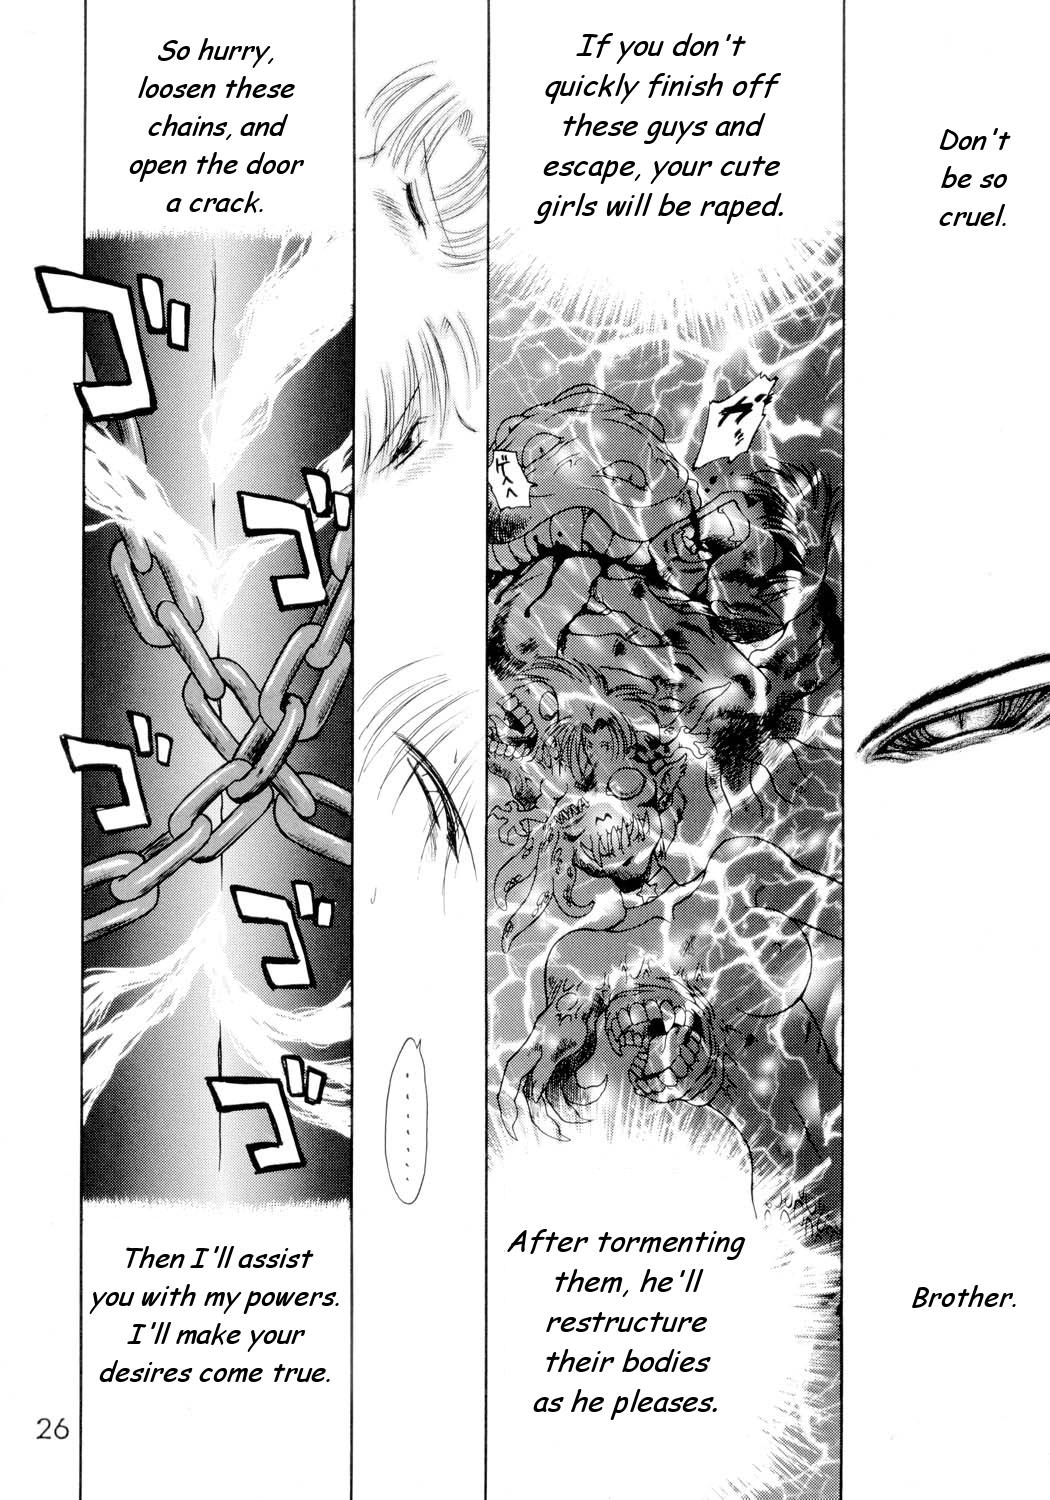 Don't
be so
cruel.
Brother.
If you don't
quickly finish off
these guys and
escape, your cute
girls will be raped.
ゲヘヘ
After tormenting
them, he'll
restructure
their bodies
as he pleases.
.........
So hurry,
loosen these
chains, and
open the door
a crack.
ゴ
ゴ
ゴ
ゴ
ゴ
Then I'll assist
you with my powers.
I'll make your
desires come true.
26